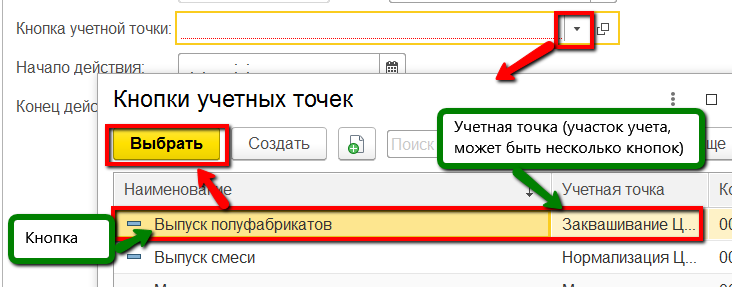 Кнопка учетной точки:
Начало действия:
Конец дейс
Кнопки учетных точек
Выбрать
Создать
Поиск
ще
Учетная точка (участок учета,
может быть несколько кнопок)
Наименование
Учетная точка
Ко
Кнопка
Выпуск полуфабрикатов
Заквашивание Ц...
00
Выпуск смеси
Нормализация Ц...
00